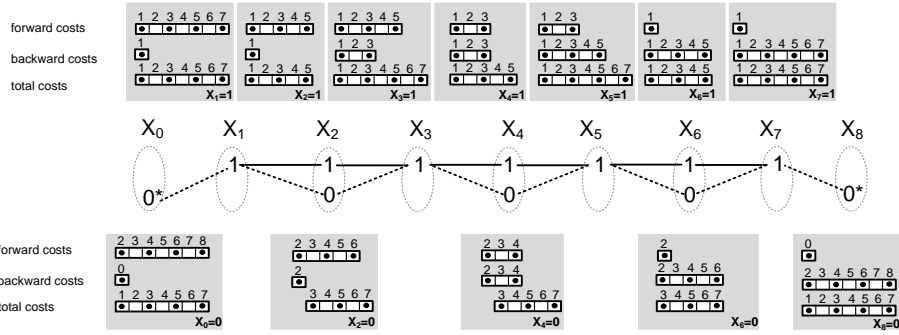 forward costs 1 2 3 4 5 6 7 1 2 3 4 5 1 2 3 4 5 1 2 3 1 2 3 1 1
backward costs 1 1 1 2 3 1 2 3 1 2 3 4 5 1 2 3 4 5 1 2 3 4 5 6 7
total costs 1 2 3 4 5 6 7 1 2 3 4 5 1 2 3 4 5 6 7 1 2 3 4 5 1 2 3 4 5 6 7 1 2 3 4 5 1 2 3 4 5 6 7
X₁=1 X₂=1 X₃=1 X₄=1 X₅=1 X₆=1 X₇=1
X₀ X₁ X₂ X₃ X₄ X₅ X₆ X₇ X₈
1 1 1 1 1 1 1
0* 0 0 0 0*
forward costs 2 3 4 5 6 7 8 2 3 4 5 6 2 3 4 2 0
backward costs 0 2 2 3 4 2 3 4 5 6 2 3 4 5 6 7 8
total costs 1 2 3 4 5 6 7 3 4 5 6 7 3 4 5 6 7 3 4 5 6 7 1 2 3 4 5 6 7
X₀=0 X₂=0 X₄=0 X₆=0 X₈=0